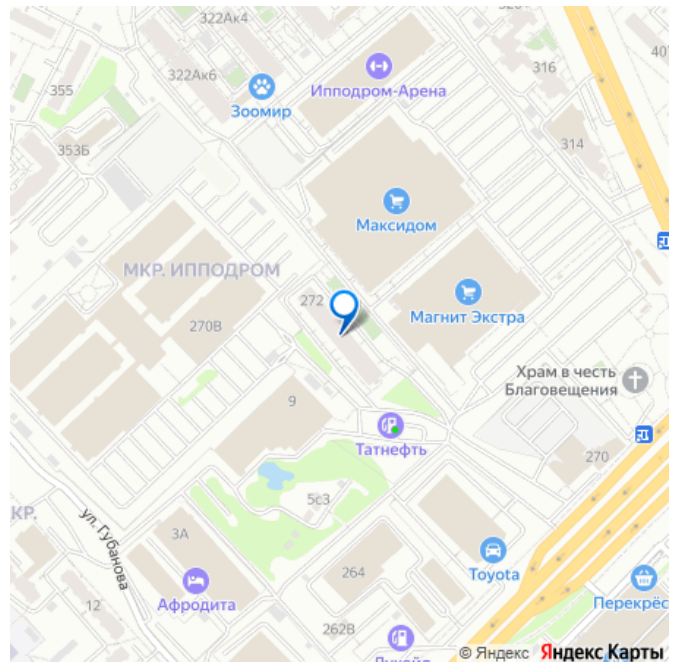 322Ак4
316
Ипподром-Арена
322Ак6
355
Зоомир
314
353Б
Максидом
МКР. ИППОДРОМ
272
Магнит Экстра
270В
Храм в честь
Благовещения
9
Татнефть
270
5с3
КР.
ул. Губанова
3А
Toyota
264
Афродита
12
Перекрёс
262В
© Яндекс Яндекс Карты